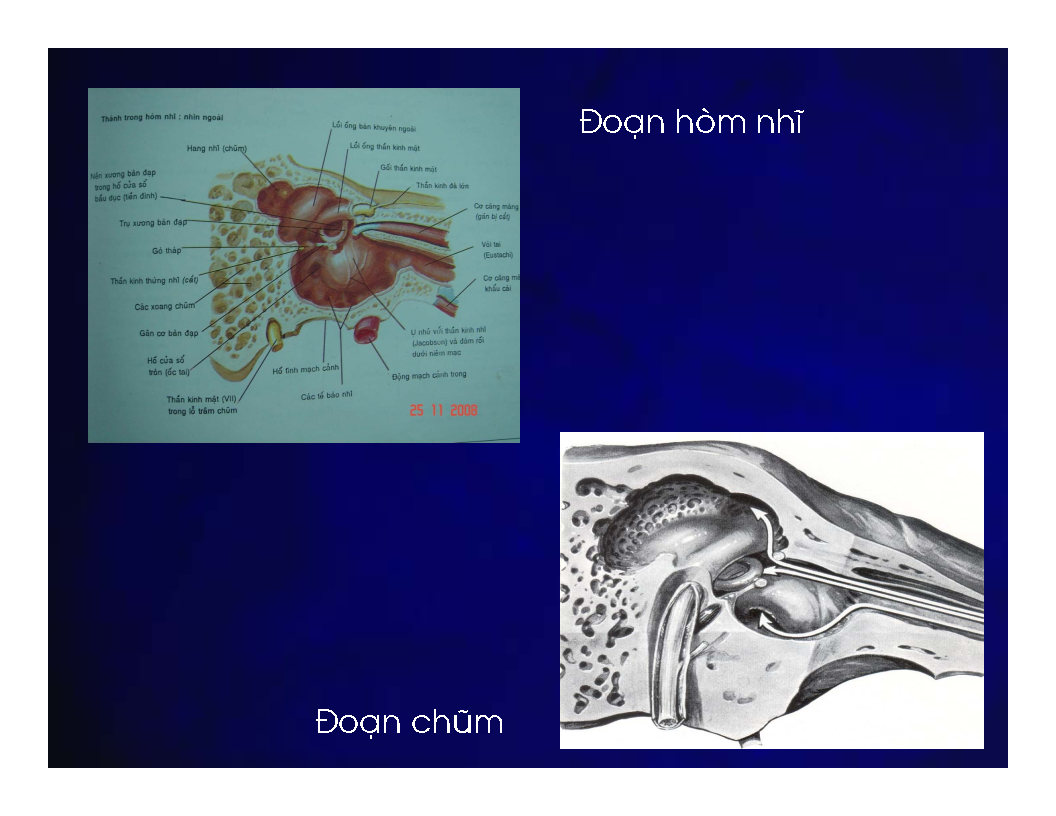 Đoạn hòm nhĩ
Thành trong hòm nhĩ : nhìn ngoài
Lồi ống bán khuyên ngoài
Hang nhĩ (chũm)
Lồi ống thần kinh mặt
Gối thần kinh mặt
Nền xương bàn đạp
trong hố cửa sổ
bầu dục (tiền đình)
Thần kinh đá lớn
Cơ căng màng
(gân bị cắt)
Trụ xương bàn đạp
Gò tháp
Vòi tai
(Eustachi)
Thần kinh thừng nhĩ (cắt)
Cơ căng mà
khẩu cái
Các xoang chũm
Gân cơ bàn đạp
U nhô với thần kinh nhĩ
(Jacobson) và đám rối
dưới niêm mạc
Hố cửa sổ
tròn (ốc tai)
Hố tĩnh mạch cảnh
Động mạch cảnh trong
Các tế bào nhĩ
Thần kinh mặt (VII)
trong lỗ trâm chũm
25 11 2008
Đoạn chũm